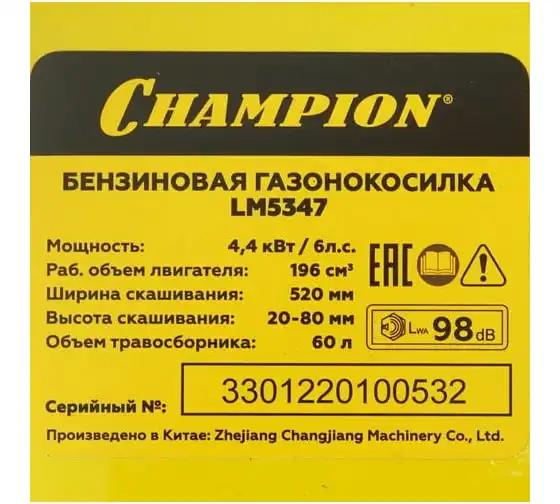 CHAMPION®
БЕНЗИНОВАЯ ГАЗОНОКОСИЛКА
LM5347
Мощность: 4,4 кВт / 6л.с.
Раб. объем лвигателя: 196 см³
Ширина скашивания: 520 мм
Высота скашивания: 20-80 мм
Объем травосборника: 60 л
EAC
LWA 98 dB
Серийный №: 3301220100532
Произведено в Китае: Zhejiang Changjiang Machinery Co., Ltd.